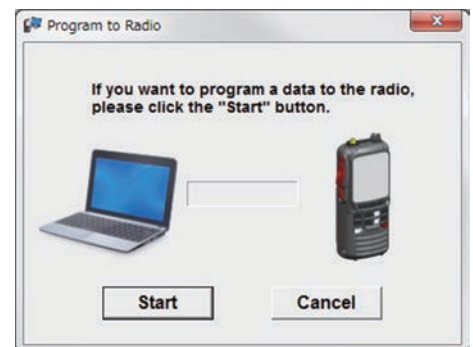 Program to Radio
If you want to program a data to the radio,
please click the "Start" button.
Start
Cancel